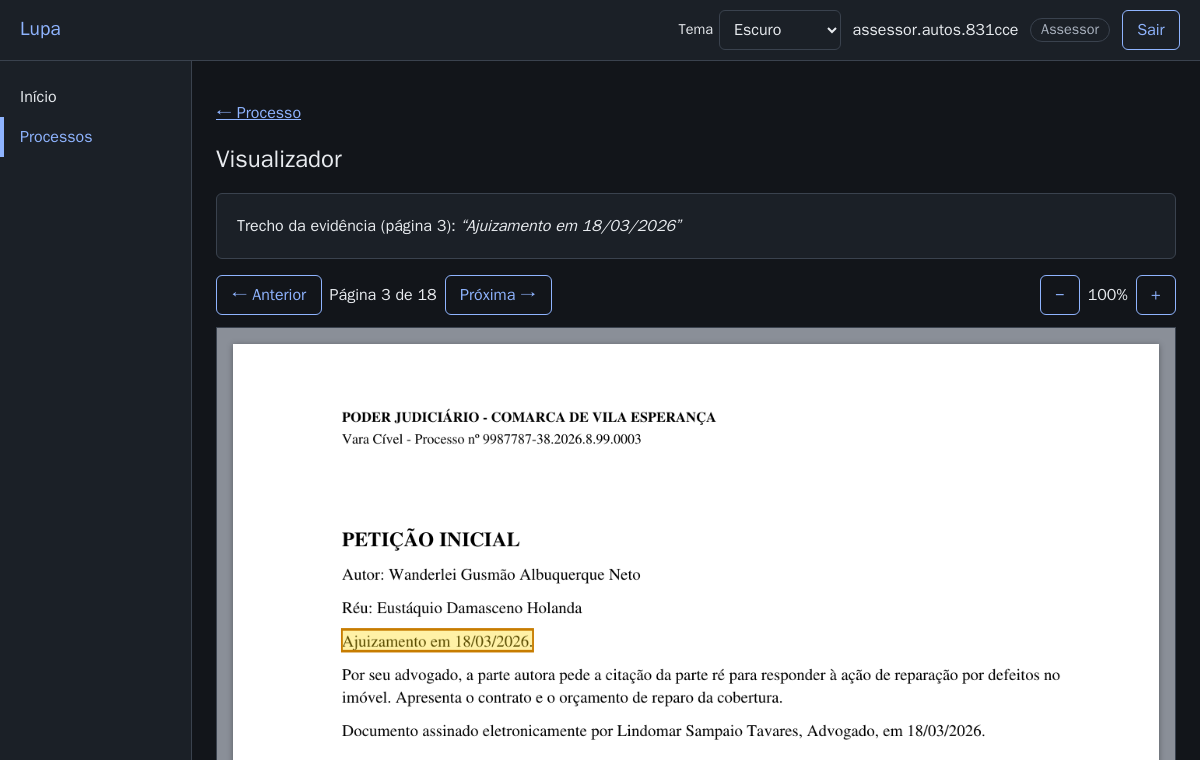 Lupa
Tema
Escuro
assessor.autos.831cce
Assessor
Sair
Início
Processos
← Processo
Visualizador
Trecho da evidência (página 3): “Ajuizamento em 18/03/2026”
← Anterior
Página 3 de 18
Próxima →
−
100%
+
PODER JUDICIÁRIO - COMARCA DE VILA ESPERANÇA
Vara Cível - Processo nº 9987787-38.2026.8.99.0003
PETIÇÃO INICIAL
Autor: Wanderlei Gusmão Albuquerque Neto
Réu: Eustáquio Damasceno Holanda
Ajuizamento em 18/03/2026.
Por seu advogado, a parte autora pede a citação da parte ré para responder à ação de reparação por defeitos no
imóvel. Apresenta o contrato e o orçamento de reparo da cobertura.
Documento assinado eletronicamente por Lindomar Sampaio Tavares, Advogado, em 18/03/2026.